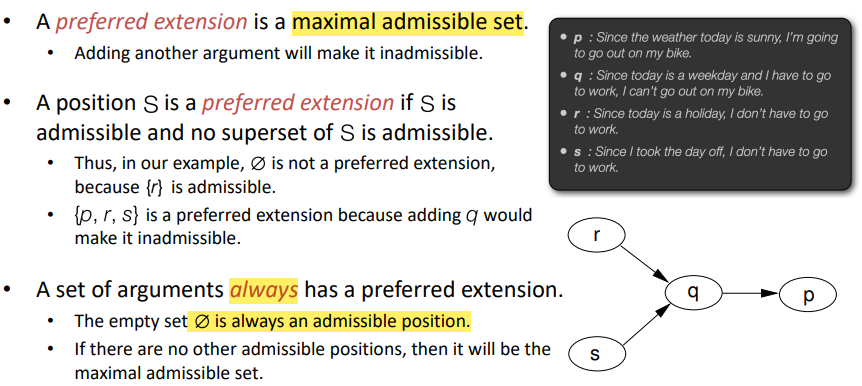 • A preferred extension is a maximal admissible set.
• Adding another argument will make it inadmissible.
• A position S is a preferred extension if S is
admissible and no superset of S is admissible.
• Thus, in our example, ∅ is not a preferred extension,
because {r} is admissible.
• {p, r, s} is a preferred extension because adding q would
make it inadmissible.
• A set of arguments always has a preferred extension.
• The empty set ∅ is always an admissible position.
• If there are no other admissible positions, then it will be the
maximal admissible set.
• p : Since the weather today is sunny, I'm going
to go out on my bike.
• q : Since today is a weekday and I have to go
to work, I can't go out on my bike.
• r : Since today is a holiday, I don't have to go
to work.
• s : Since I took the day off, I don't have to go
to work.
r
q
p
s